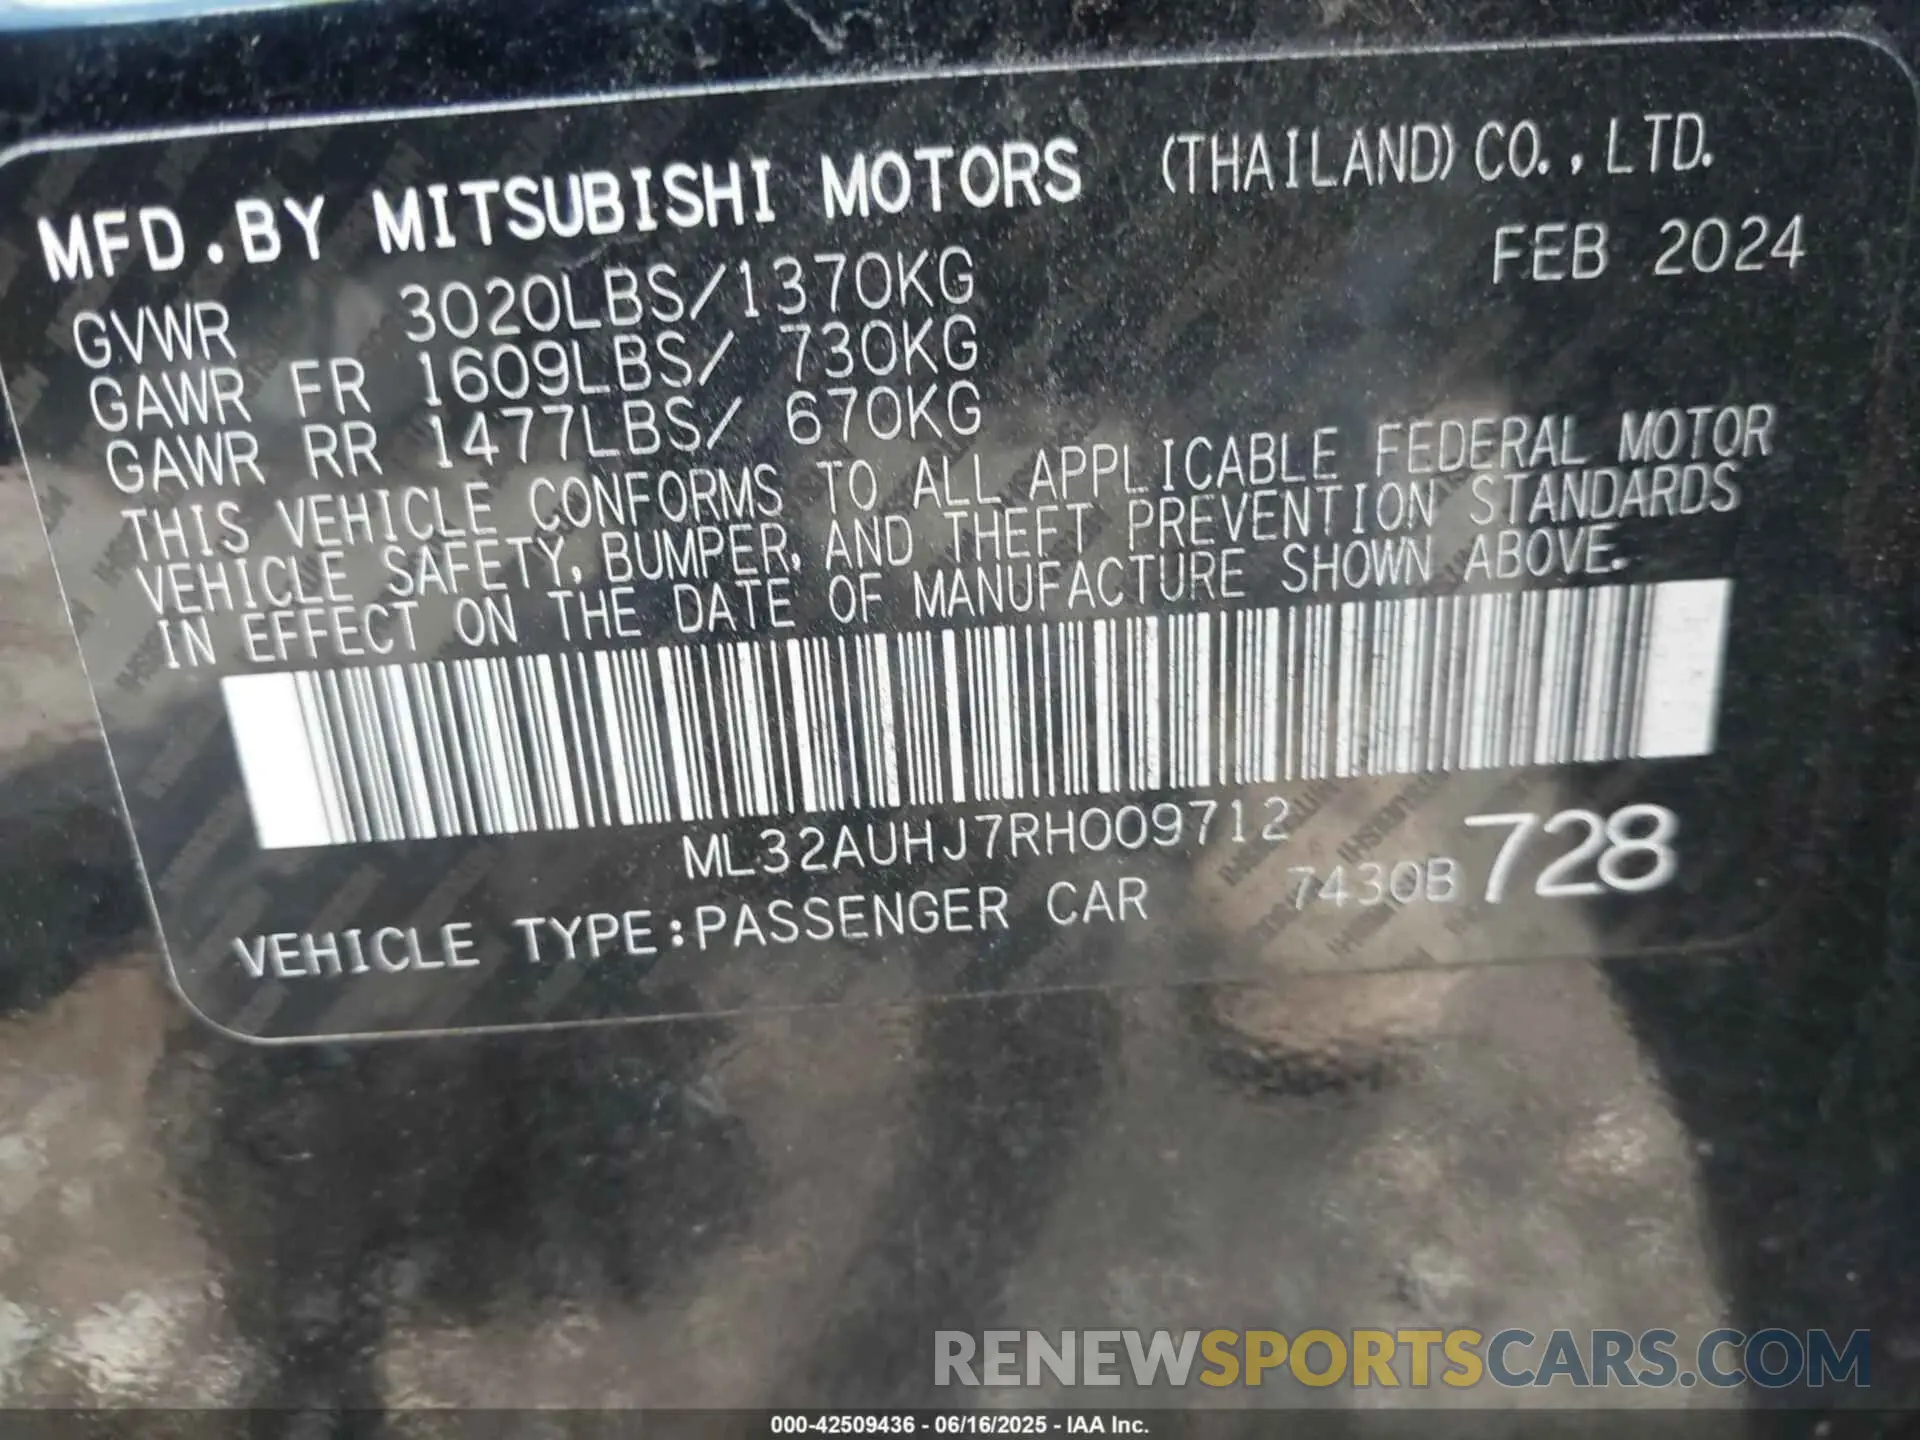 MFD.BY MITSUBISHI MOTORS (THAILAND) CO., LTD.
FEB 2024
GVWR 3020LBS/1370KG
GAWR FR 1609LBS/ 730KG
GAWR RR 1477LBS/ 670KG
THIS VEHICLE CONFORMS TO ALL APPLICABLE FEDERAL MOTOR
VEHICLE SAFETY, BUMPER, AND THEFT PREVENTION STANDARDS
IN EFFECT ON THE DATE OF MANUFACTURE SHOWN ABOVE.
ML32AUHJ7RH009712
VEHICLE TYPE:PASSENGER CAR 7430B 728
RENEWSPORTSCARS.COM
000-42509436 - 06/16/2025 - IAA Inc.